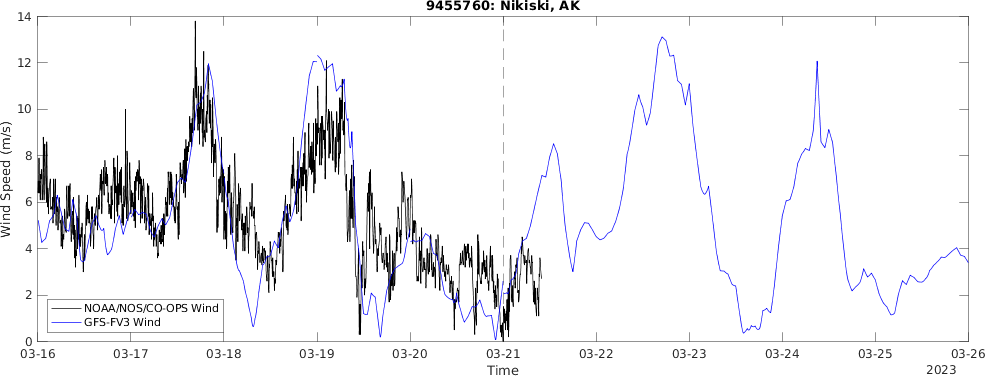 9455760: Nikiski, AK
Wind Speed (m/s)
14
12
10
8
6
4
2
0
NOAA/NOS/CO-OPS Wind
GFS-FV3 Wind
03-16 03-17 03-18 03-19 03-20 03-21 03-22 03-23 03-24 03-25 03-26
Time
2023